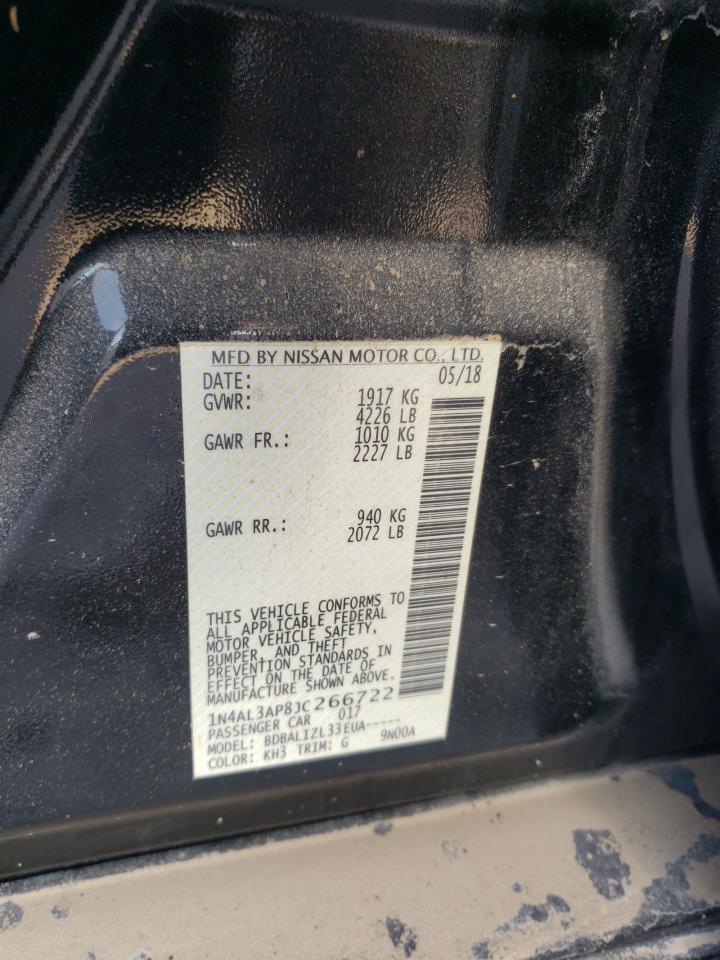 MFD BY NISSAN MOTOR CO., LTD.
DATE: 05/18
GVWR: 1917 KG
4226 LB
GAWR FR.: 1010 KG
2227 LB
GAWR RR.: 940 KG
2072 LB
THIS VEHICLE CONFORMS TO
ALL APPLICABLE FEDERAL
MOTOR VEHICLE SAFETY,
BUMPER, AND THEFT
PREVENTION STANDARDS IN
EFFECT ON THE DATE OF
MANUFACTURE SHOWN ABOVE.
1N4AL3AP8JC266722
PASSENGER CAR 017
MODEL: BDBALIZL33EUA-----
COLOR: KH3 TRIM: G 9N00A